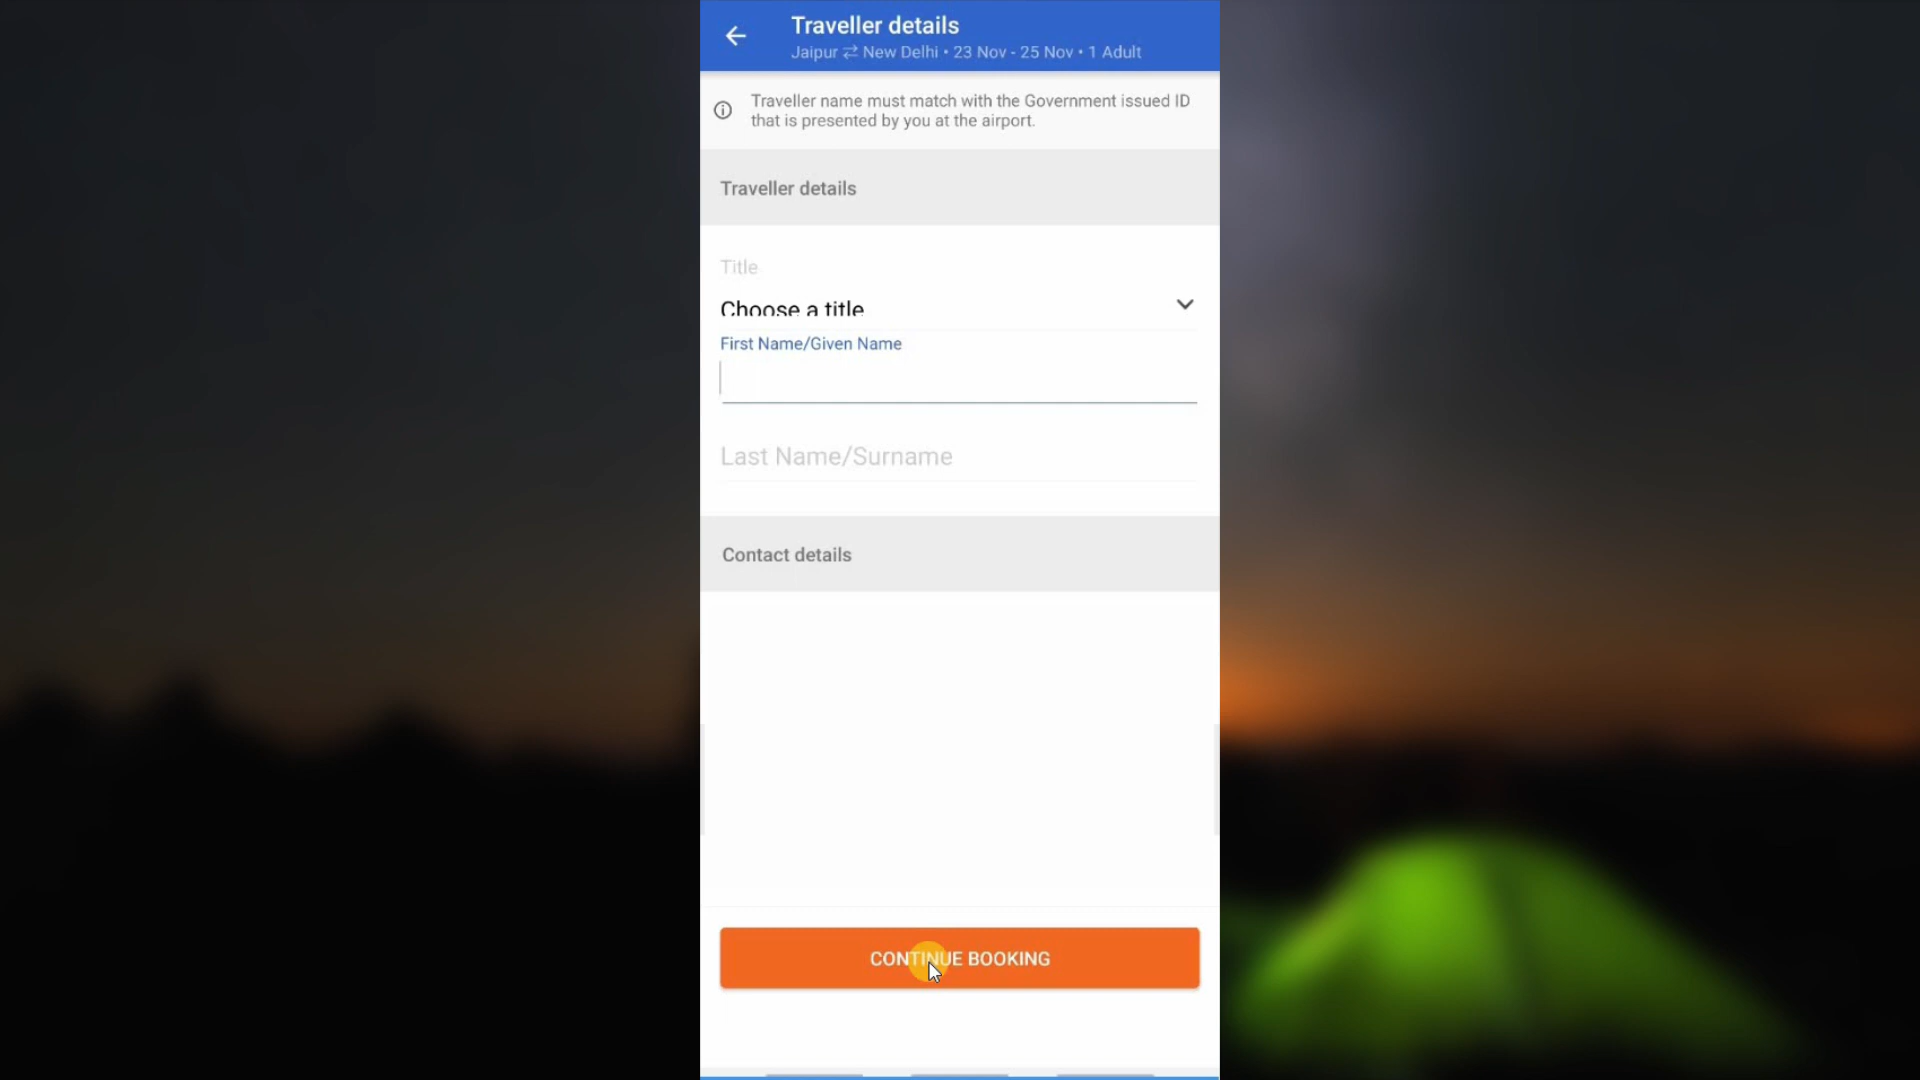 Traveller details
Jaipur ⇄ New Delhi • 23 Nov - 25 Nov • 1 Adult
Traveller name must match with the Government issued ID
that is presented by you at the airport.
Traveller details
Title
Choose a title
First Name/Given Name
Last Name/Surname
Contact details
CONTINUE BOOKING